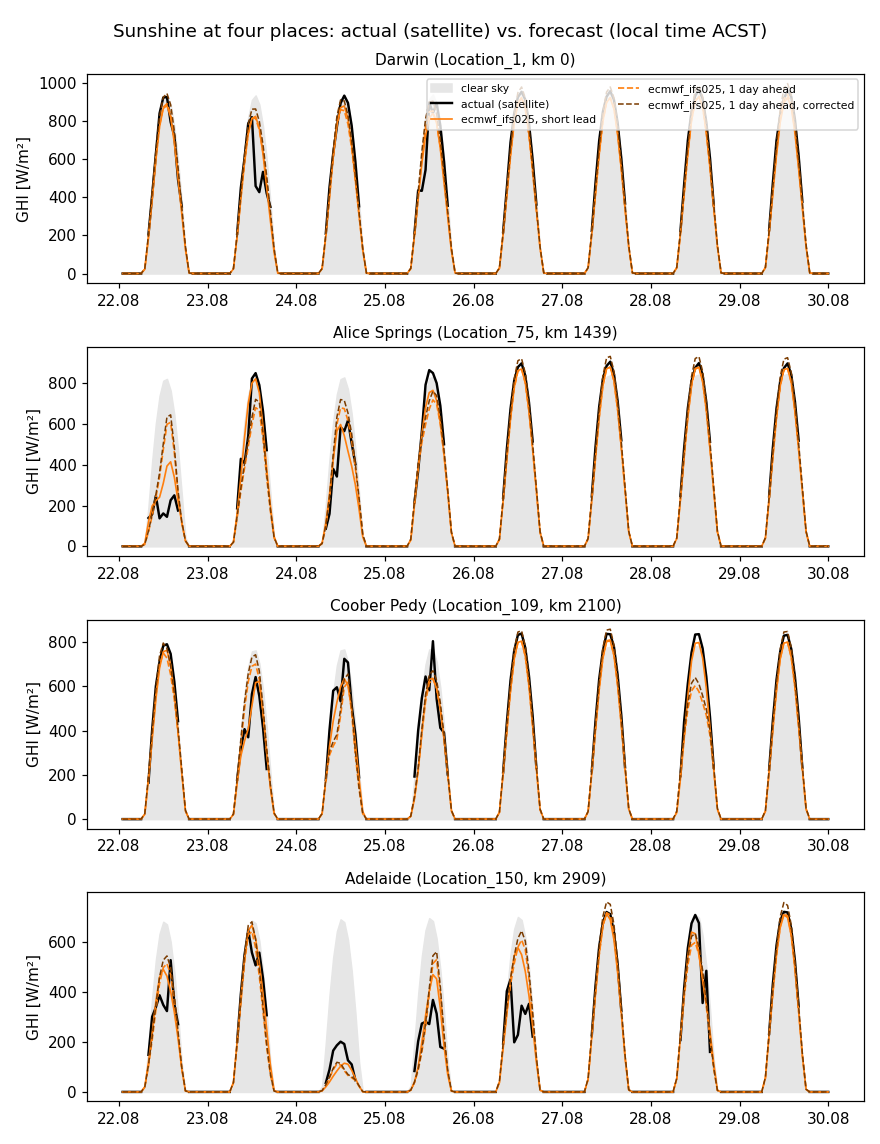 Sunshine at four places: actual (satellite) vs. forecast (local time ACST)
Darwin (Location_1, km 0)
GHI [W/m²]
1000
800
600
400
200
0
clear sky
actual (satellite)
ecmwf_ifs025, short lead
ecmwf_ifs025, 1 day ahead
ecmwf_ifs025, 1 day ahead, corrected
22.08 23.08 24.08 25.08 26.08 27.08 28.08 29.08 30.08
Alice Springs (Location_75, km 1439)
GHI [W/m²]
800
600
400
200
0
22.08 23.08 24.08 25.08 26.08 27.08 28.08 29.08 30.08
Coober Pedy (Location_109, km 2100)
GHI [W/m²]
800
600
400
200
0
22.08 23.08 24.08 25.08 26.08 27.08 28.08 29.08 30.08
Adelaide (Location_150, km 2909)
GHI [W/m²]
600
400
200
0
22.08 23.08 24.08 25.08 26.08 27.08 28.08 29.08 30.08